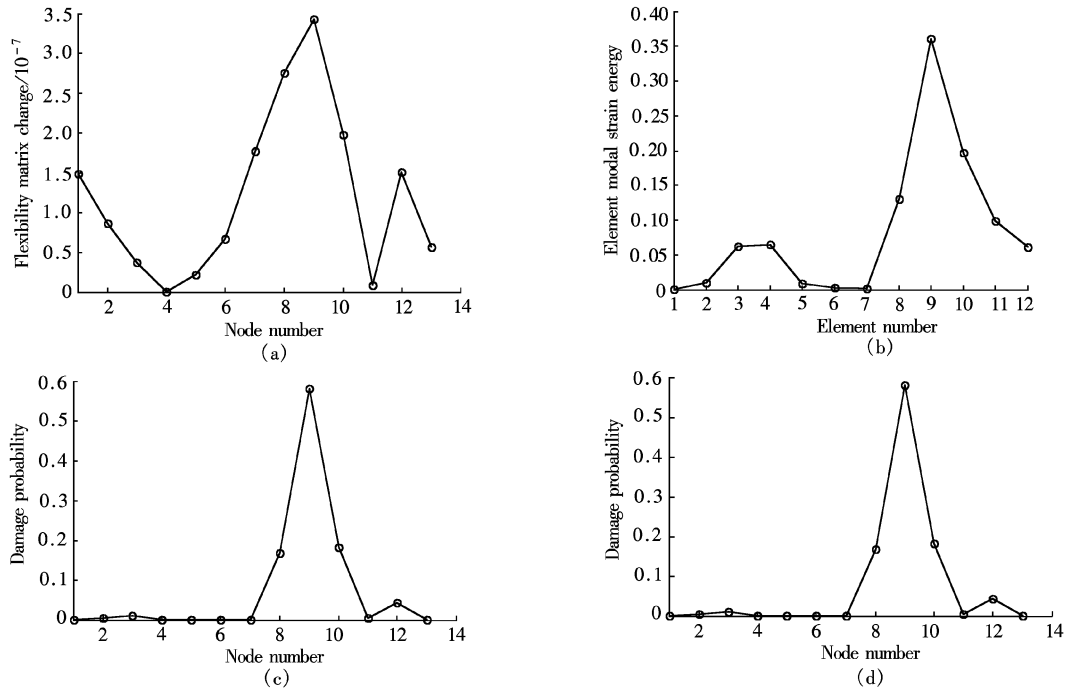 Flexibility matrix change/10⁻⁷
3.5
3.0
2.5
2.0
1.5
1.0
0.5
0
2 4 6 8 10 12 14
Node number
(a)
Element modal strain energy
0.40
0.35
0.30
0.25
0.20
0.15
0.10
0.05
0
1 2 3 4 5 6 7 8 9 10 11 12
Element number
(b)
Damage probability
0.6
0.5
0.4
0.3
0.2
0.1
0
2 4 6 8 10 12 14
Node number
(c)
Damage probability
0.6
0.5
0.4
0.3
0.2
0.1
0
2 4 6 8 10 12 14
Node number
(d)